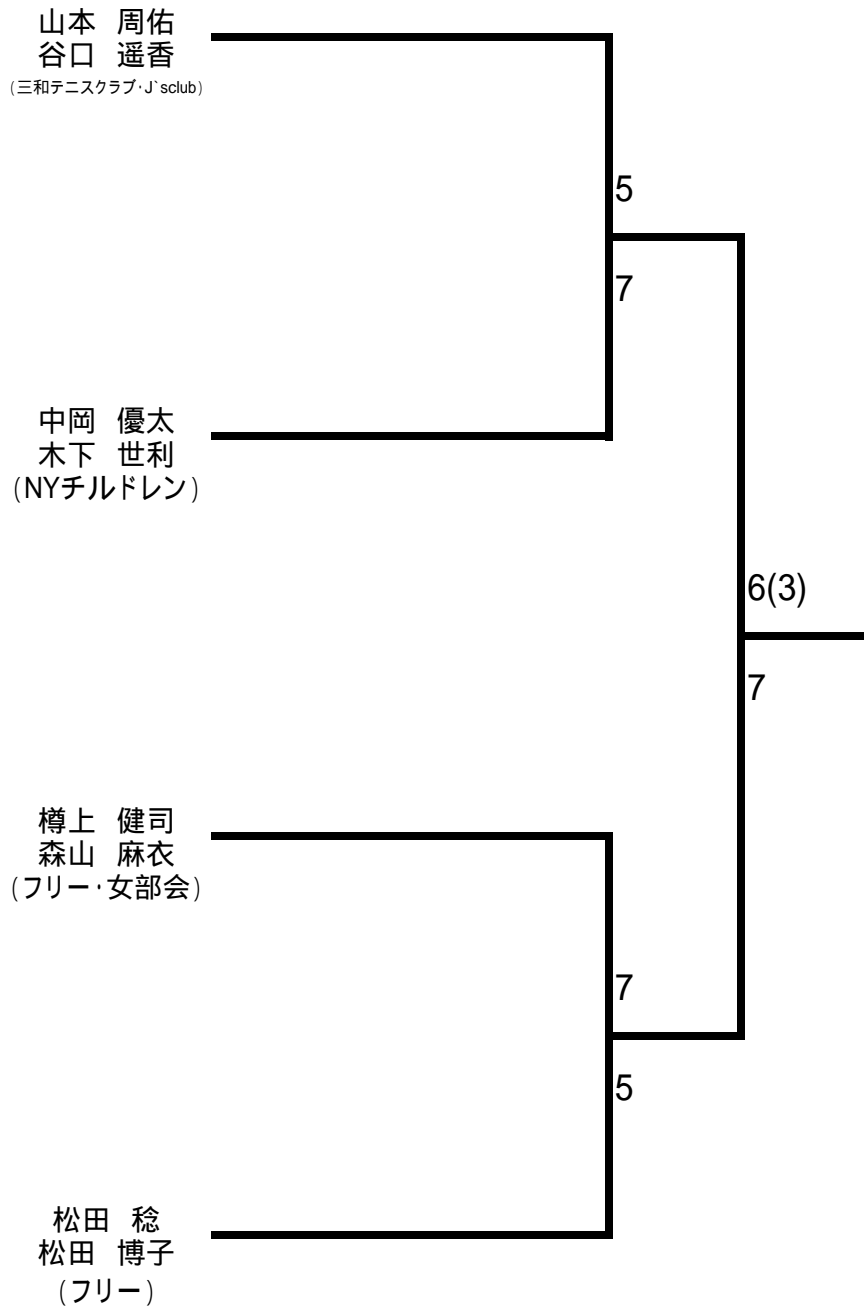 山本 周佑
谷口 遥香
(三和テニスクラブ・J`sclub)
5
7
中岡 優太
木下 世利
(NYチルドレン)
6(3)
7
樽上 健司
森山 麻衣
(フリー・女部会)
7
5
松田 稔
松田 博子
(フリー)